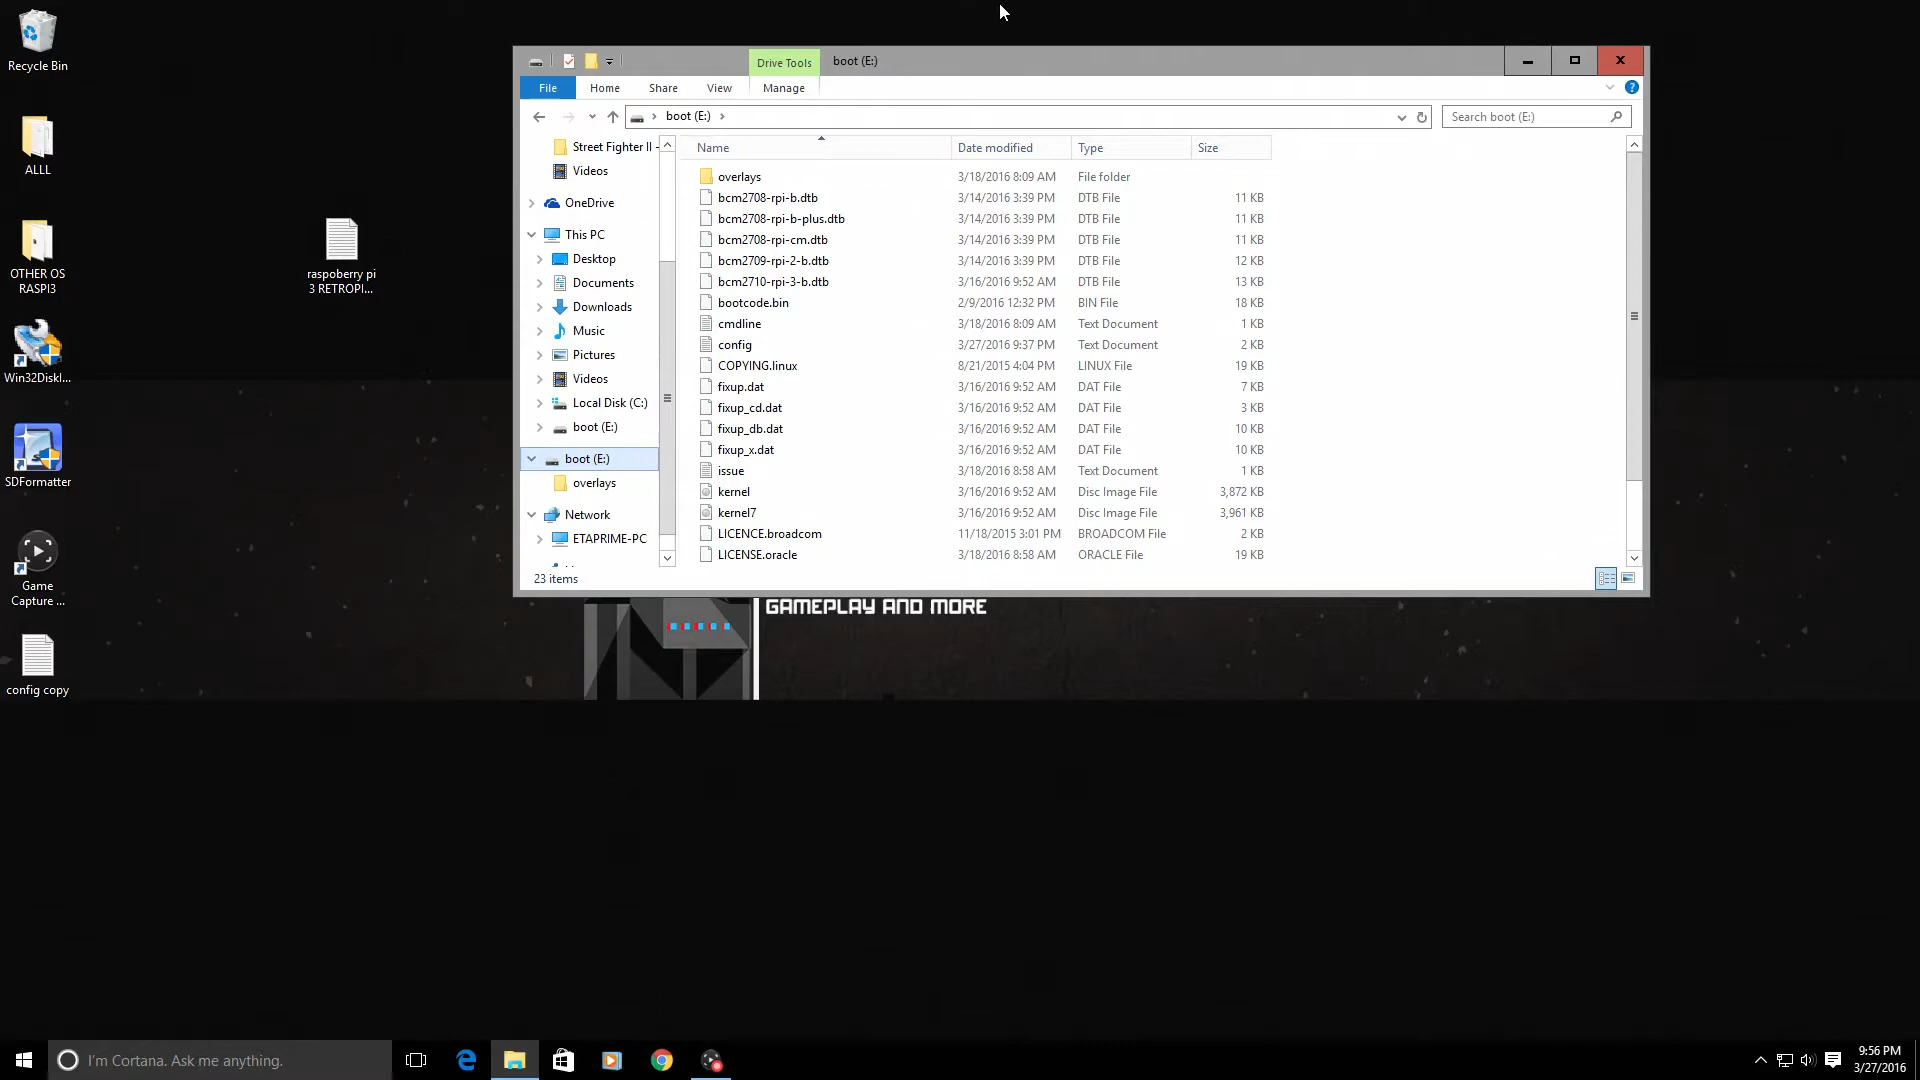 Recycle Bin
ALLL
OTHER OS
RASPI3
Win32DiskI...
SDFormatter
Game
Capture ...
config copy
raspoberry pi
3 RETROPI...
Drive Tools
boot (E:)
File
Home
Share
View
Manage
boot (E:)
Search boot (E:)
Street Fighter II -
Videos
OneDrive
This PC
Desktop
Documents
Downloads
Music
Pictures
Videos
Local Disk (C:)
boot (E:)
boot (E:)
overlays
Network
ETAPRIME-PC
Name Date modified Type Size
overlays 3/18/2016 8:09 AM File folder
bcm2708-rpi-b.dtb 3/14/2016 3:39 PM DTB File 11 KB
bcm2708-rpi-b-plus.dtb 3/14/2016 3:39 PM DTB File 11 KB
bcm2708-rpi-cm.dtb 3/14/2016 3:39 PM DTB File 11 KB
bcm2709-rpi-2-b.dtb 3/14/2016 3:39 PM DTB File 12 KB
bcm2710-rpi-3-b.dtb 3/16/2016 9:52 AM DTB File 13 KB
bootcode.bin 2/9/2016 12:32 PM BIN File 18 KB
cmdline 3/18/2016 8:09 AM Text Document 1 KB
config 3/27/2016 9:37 PM Text Document 2 KB
COPYING.linux 8/21/2015 4:04 PM LINUX File 19 KB
fixup.dat 3/16/2016 9:52 AM DAT File 7 KB
fixup_cd.dat 3/16/2016 9:52 AM DAT File 3 KB
fixup_db.dat 3/16/2016 9:52 AM DAT File 10 KB
fixup_x.dat 3/16/2016 9:52 AM DAT File 10 KB
issue 3/18/2016 8:58 AM Text Document 1 KB
kernel 3/16/2016 9:52 AM Disc Image File 3,872 KB
kernel7 3/16/2016 9:52 AM Disc Image File 3,961 KB
LICENCE.broadcom 11/18/2015 3:01 PM BROADCOM File 2 KB
LICENSE.oracle 3/18/2016 8:58 AM ORACLE File 19 KB
23 items
GAMEPLAY AND MORE
I'm Cortana. Ask me anything.
9:56 PM
3/27/2016